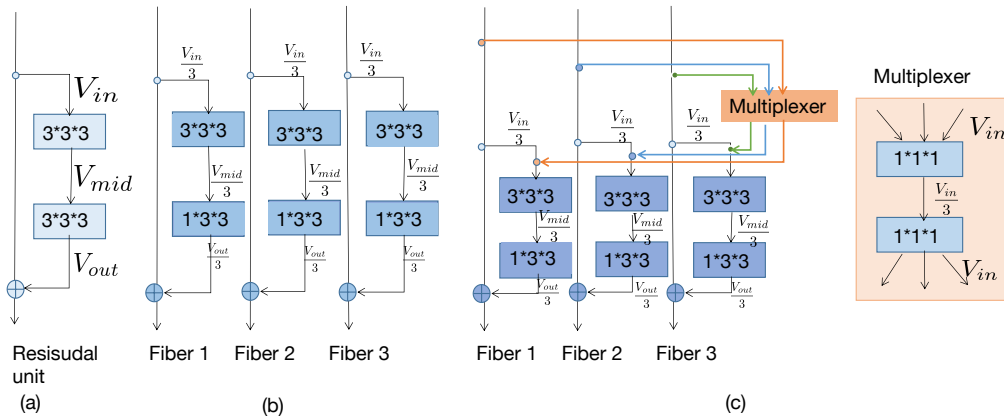 V_in
3*3*3
V_mid
3*3*3
V_out
Resisudal
unit
(a)
V_in/3
V_in/3
V_in/3
3*3*3
3*3*3
3*3*3
V_mid/3
V_mid/3
V_mid/3
1*3*3
1*3*3
1*3*3
V_out/3
V_out/3
V_out/3
Fiber 1
Fiber 2
Fiber 3
(b)
Multiplexer
V_in/3
V_in/3
V_in/3
3*3*3
3*3*3
3*3*3
V_mid/3
V_mid/3
V_mid/3
1*3*3
1*3*3
1*3*3
V_out/3
V_out/3
V_out/3
Fiber 1
Fiber 2
Fiber 3
(c)
Multiplexer
V_in
1*1*1
V_in/3
1*1*1
V_in